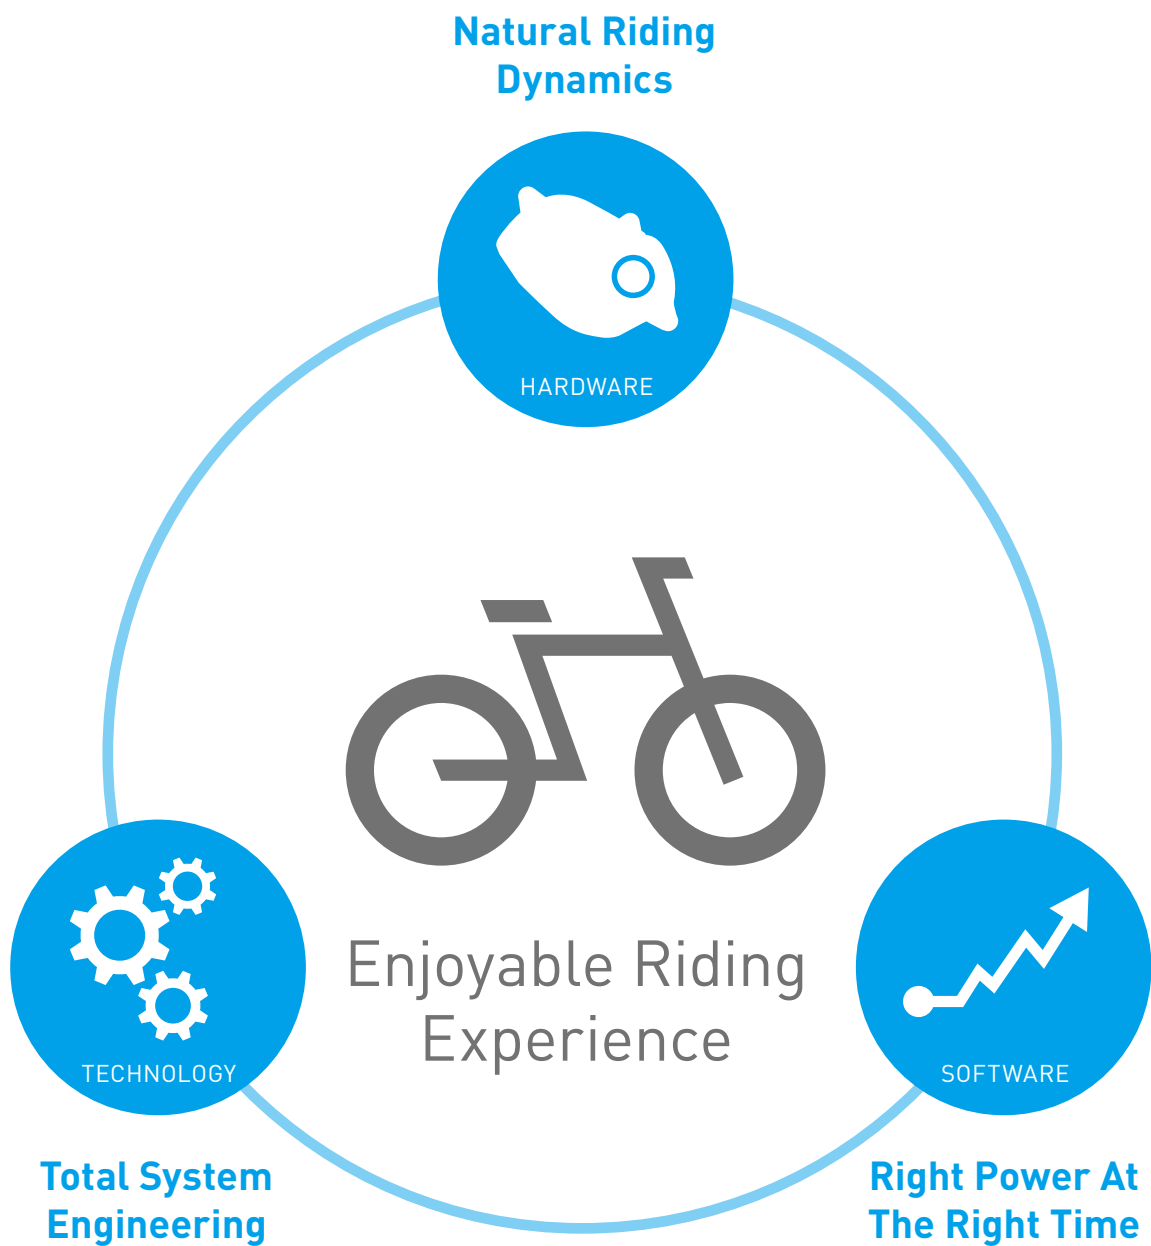 Natural Riding
Dynamics
HARDWARE
Enjoyable Riding
Experience
TECHNOLOGY
SOFTWARE
Total System
Engineering
Right Power At
The Right Time